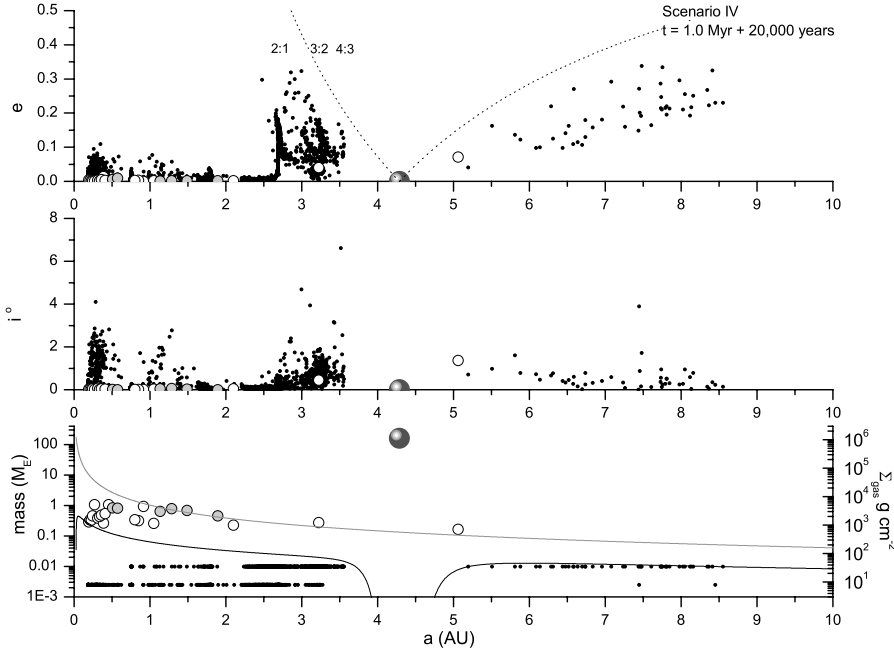 Scenario IV
t = 1.0 Myr + 20,000 years
2:1 3:2 4:3
e
0.5
0.4
0.3
0.2
0.1
0.0
0 1 2 3 4 5 6 7 8 9 10
i °
8
6
4
2
0
0 1 2 3 4 5 6 7 8 9 10
mass (M_E)
100
10
1
0.1
0.01
1E-3
Σ_gas g cm^-2
10^6
10^5
10^4
10^3
10^2
10^1
0 1 2 3 4 5 6 7 8 9 10
a (AU)